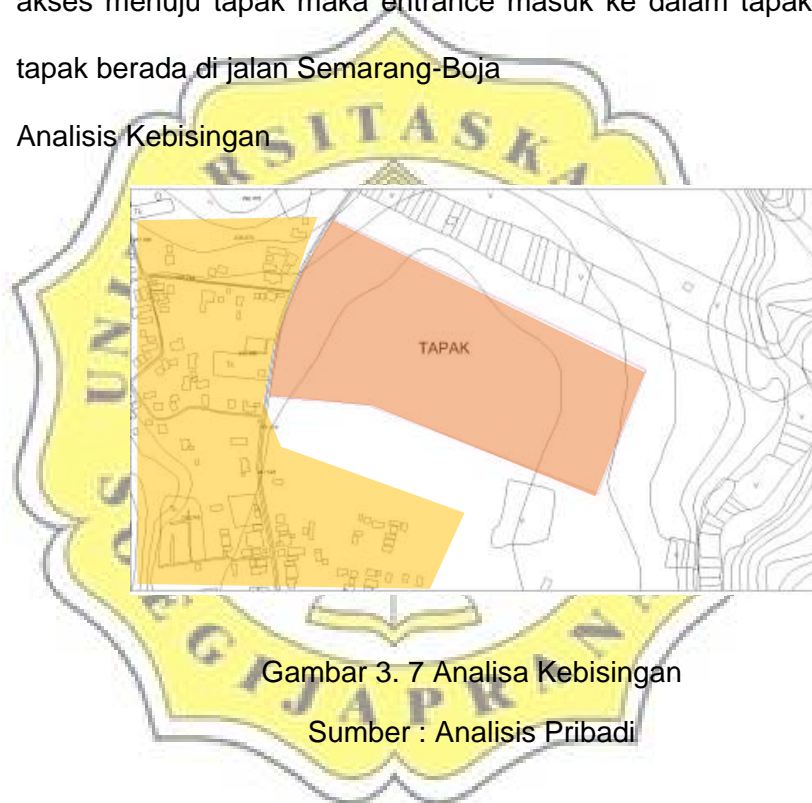 akses menuju tapak maka entrance masuk ke dalam tapak
tapak berada di jalan Semarang-Boja
Analisis Kebisingan
TAPAK
Gambar 3. 7 Analisa Kebisingan
Sumber : Analisis Pribadi